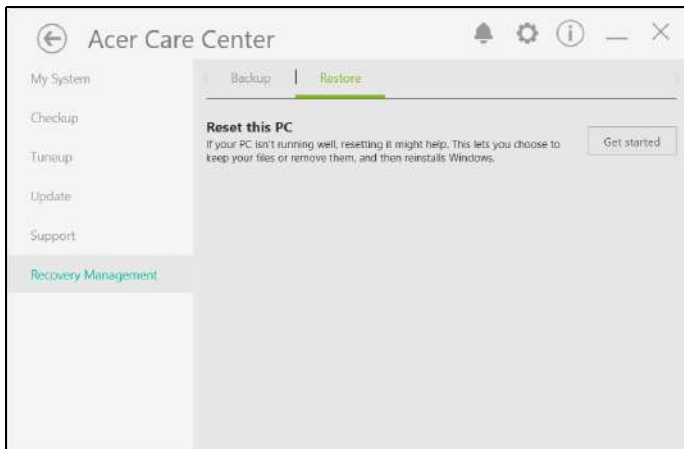 Acer Care Center
My System
Checkup
Tuneup
Update
Support
Recovery Management
Backup
Restore
Reset this PC
If your PC isn't running well, resetting it might help. This lets you choose to
keep your files or remove them, and then reinstalls Windows.
Get started